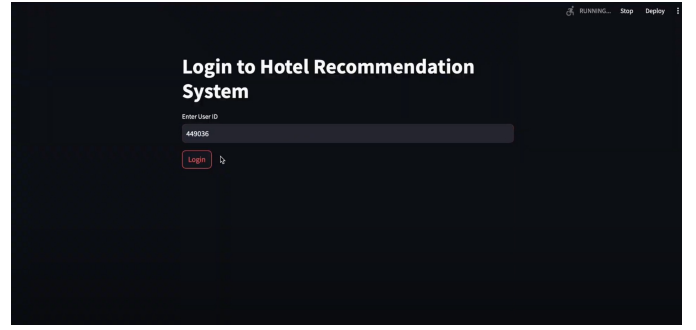 RUNNING... Stop Deploy
Login to Hotel Recommendation
System
Enter User ID
449036
Login